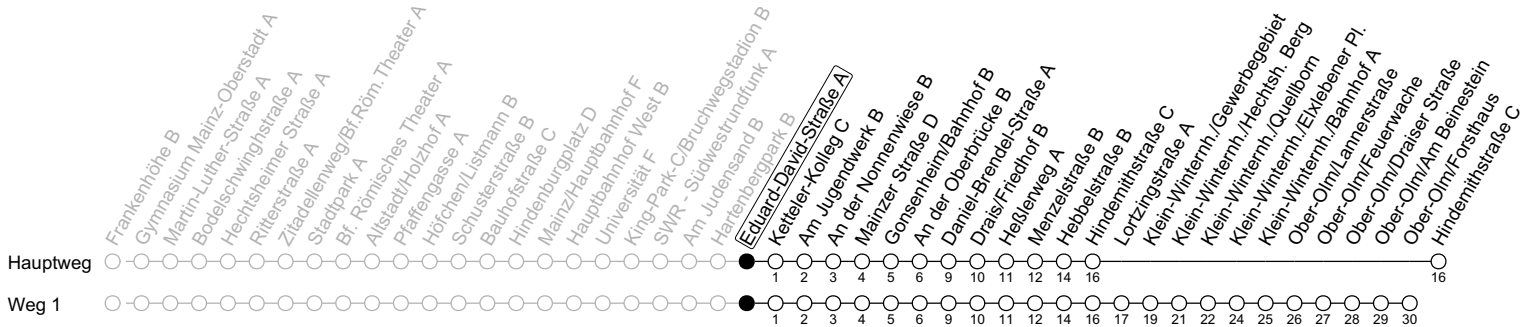 Frankenhöhe B
Gymnasium Mainz-Oberstadt A
Martin-Luther-Straße A
Bodelschwinghstraße A
Hechtsheimer Straße A
Ritterstraße A
Zitadellenweg/Bf.Röm. Theater A
Stadtpark A
Bf. Römisches Theater A
Altstadt/Holzhof A
Pfaffengasse A
Höfchen/Listmann B
Schusterstraße B
Bauhofstraße C
Hindenburgplatz D
Mainz/Hauptbahnhof F
Hauptbahnhof West B
Universität F
King-Park-C/Bruchwegstadion B
SWR - Südwestrundfunk A
Am Judensand B
Hartenbergpark B
Eduard-David-Straße A
Ketteler-Kolleg C
Am Jugendwerk B
An der Nonnenwiese B
Mainzer Straße D
Gonsenheim/Bahnhof B
An der Oberbrücke B
Daniel-Brendel-Straße A
Drais/Friedhof B
Heßlerweg A
Menzelstraße B
Hebbelstraße B
Hindemithstraße C
Lortzingstraße A
Klein-Winternh./Gewerbegebiet
Klein-Winternh./Hechtsh. Berg
Klein-Winternh./Quellborn
Klein-Winternh./Elxlebener Pl.
Klein-Winternh./Bahnhof A
Ober-Olm/Lannerstraße
Ober-Olm/Feuerwache
Ober-Olm/Draiser Straße
Ober-Olm/Am Beinestein
Ober-Olm/Forsthaus
Hindemithstraße C
Hauptweg
1 2 3 4 5 6 9 10 11 12 14 16 16
Weg 1
1 2 3 4 5 6 9 10 11 12 14 16 17 19 21 22 24 25 26 27 28 29 30